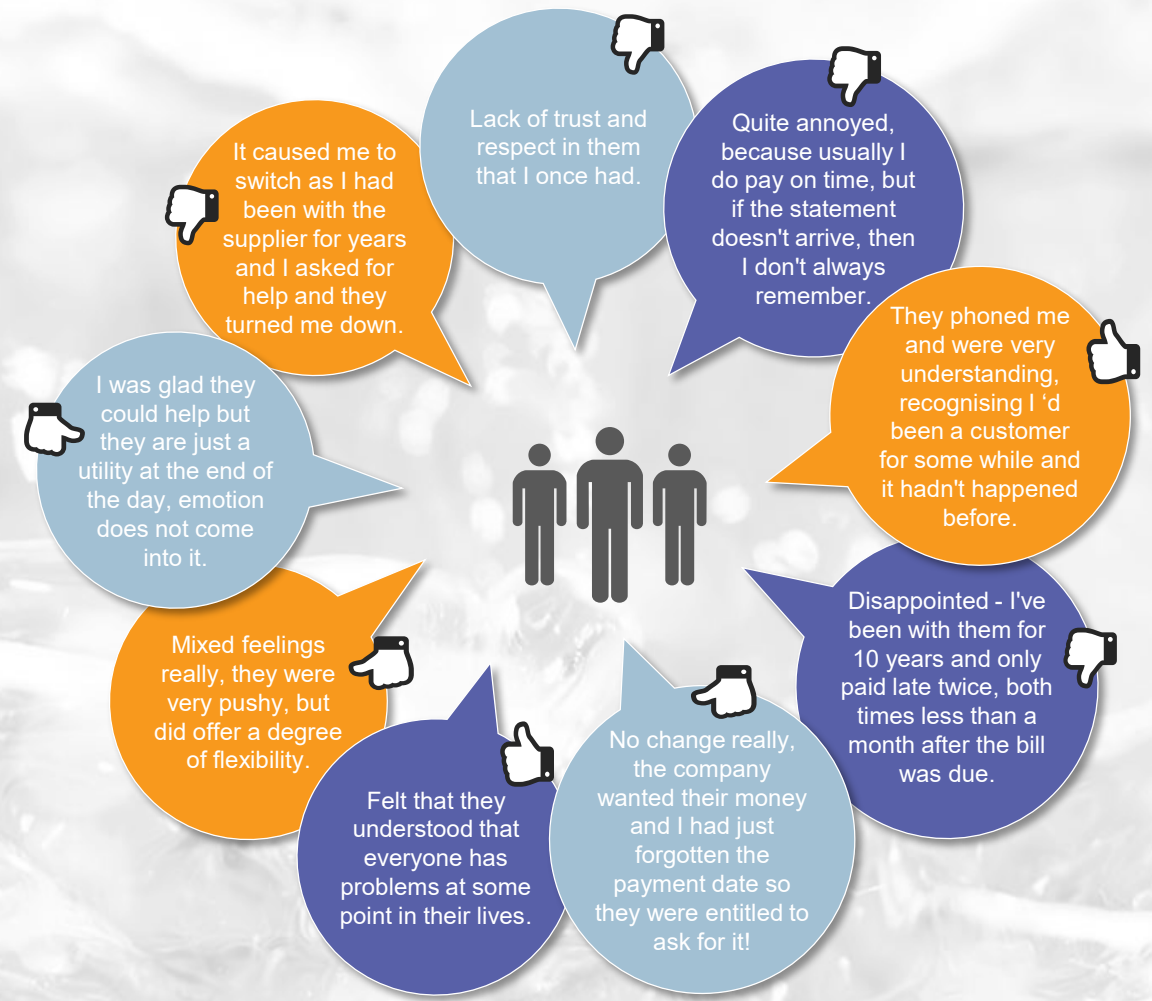 Lack of trust and
respect in them
that I once had.
Quite annoyed,
because usually I
do pay on time, but
if the statement
doesn't arrive, then
I don't always
remember.
They phoned me
and were very
understanding,
recognising I ‘d
been a customer
for some while and
it hadn't happened
before.
Disappointed - I've
been with them for
10 years and only
paid late twice, both
times less than a
month after the bill
was due.
No change really,
the company
wanted their money
and I had just
forgotten the
payment date so
they were entitled to
ask for it!
Felt that they
understood that
everyone has
problems at some
point in their lives.
Mixed feelings
really, they were
very pushy, but
did offer a degree
of flexibility.
I was glad they
could help but
they are just a
utility at the end of
the day, emotion
does not come
into it.
It caused me to
switch as I had
been with the
supplier for years
and I asked for
help and they
turned me down.